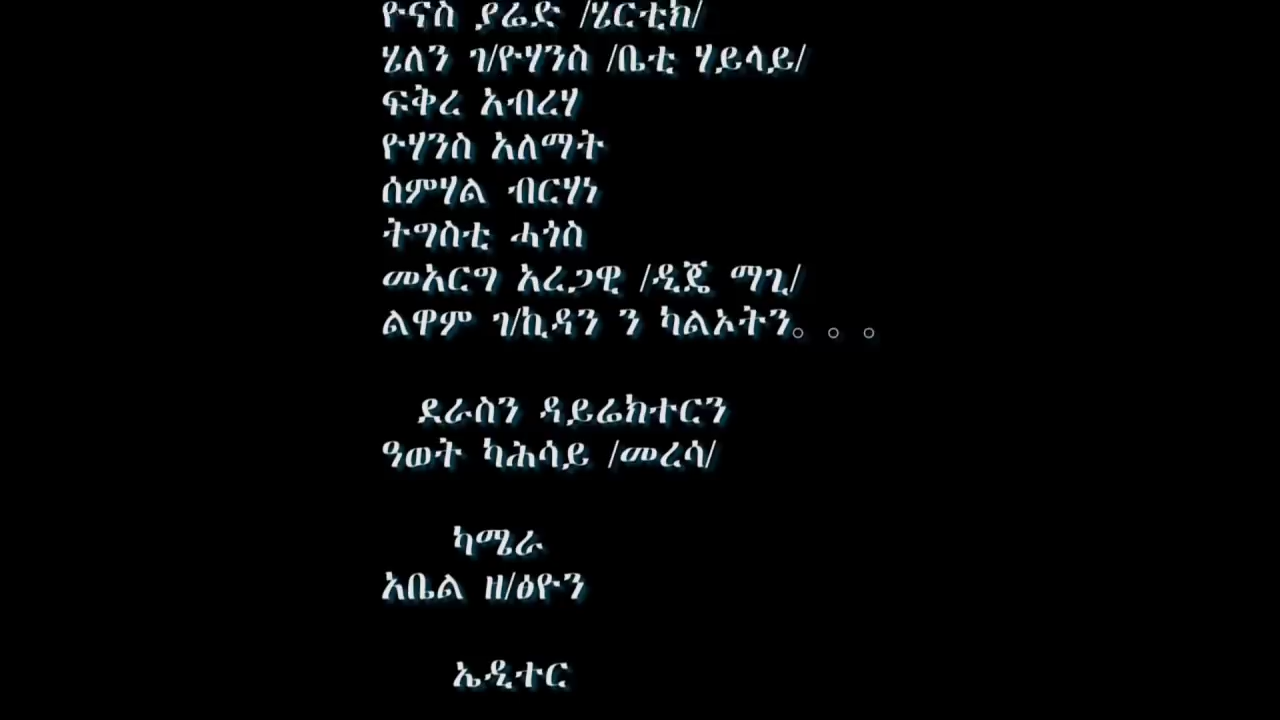 ዮናስ ያሬድ /ሄርቲክ/
ሄለን ገ/ዮሃንስ /ቤቲ ሃይላይ/
ፍቅረ አብረሃ
ዮሃንስ አለማት
ሰምሃል ብርሃነ
ትግስቲ ሓጎስ
መአርግ አረጋዊ /ዲጄ ማጊ/
ልዋም ገ/ኪዳን ን ካልኦትን。。。
ደራስን ዳይሬክተርን
ዓወት ካሕሳይ /መረሳ/
ካሜራ
አቤል ዘ/ዕዮን
ኤዲተር